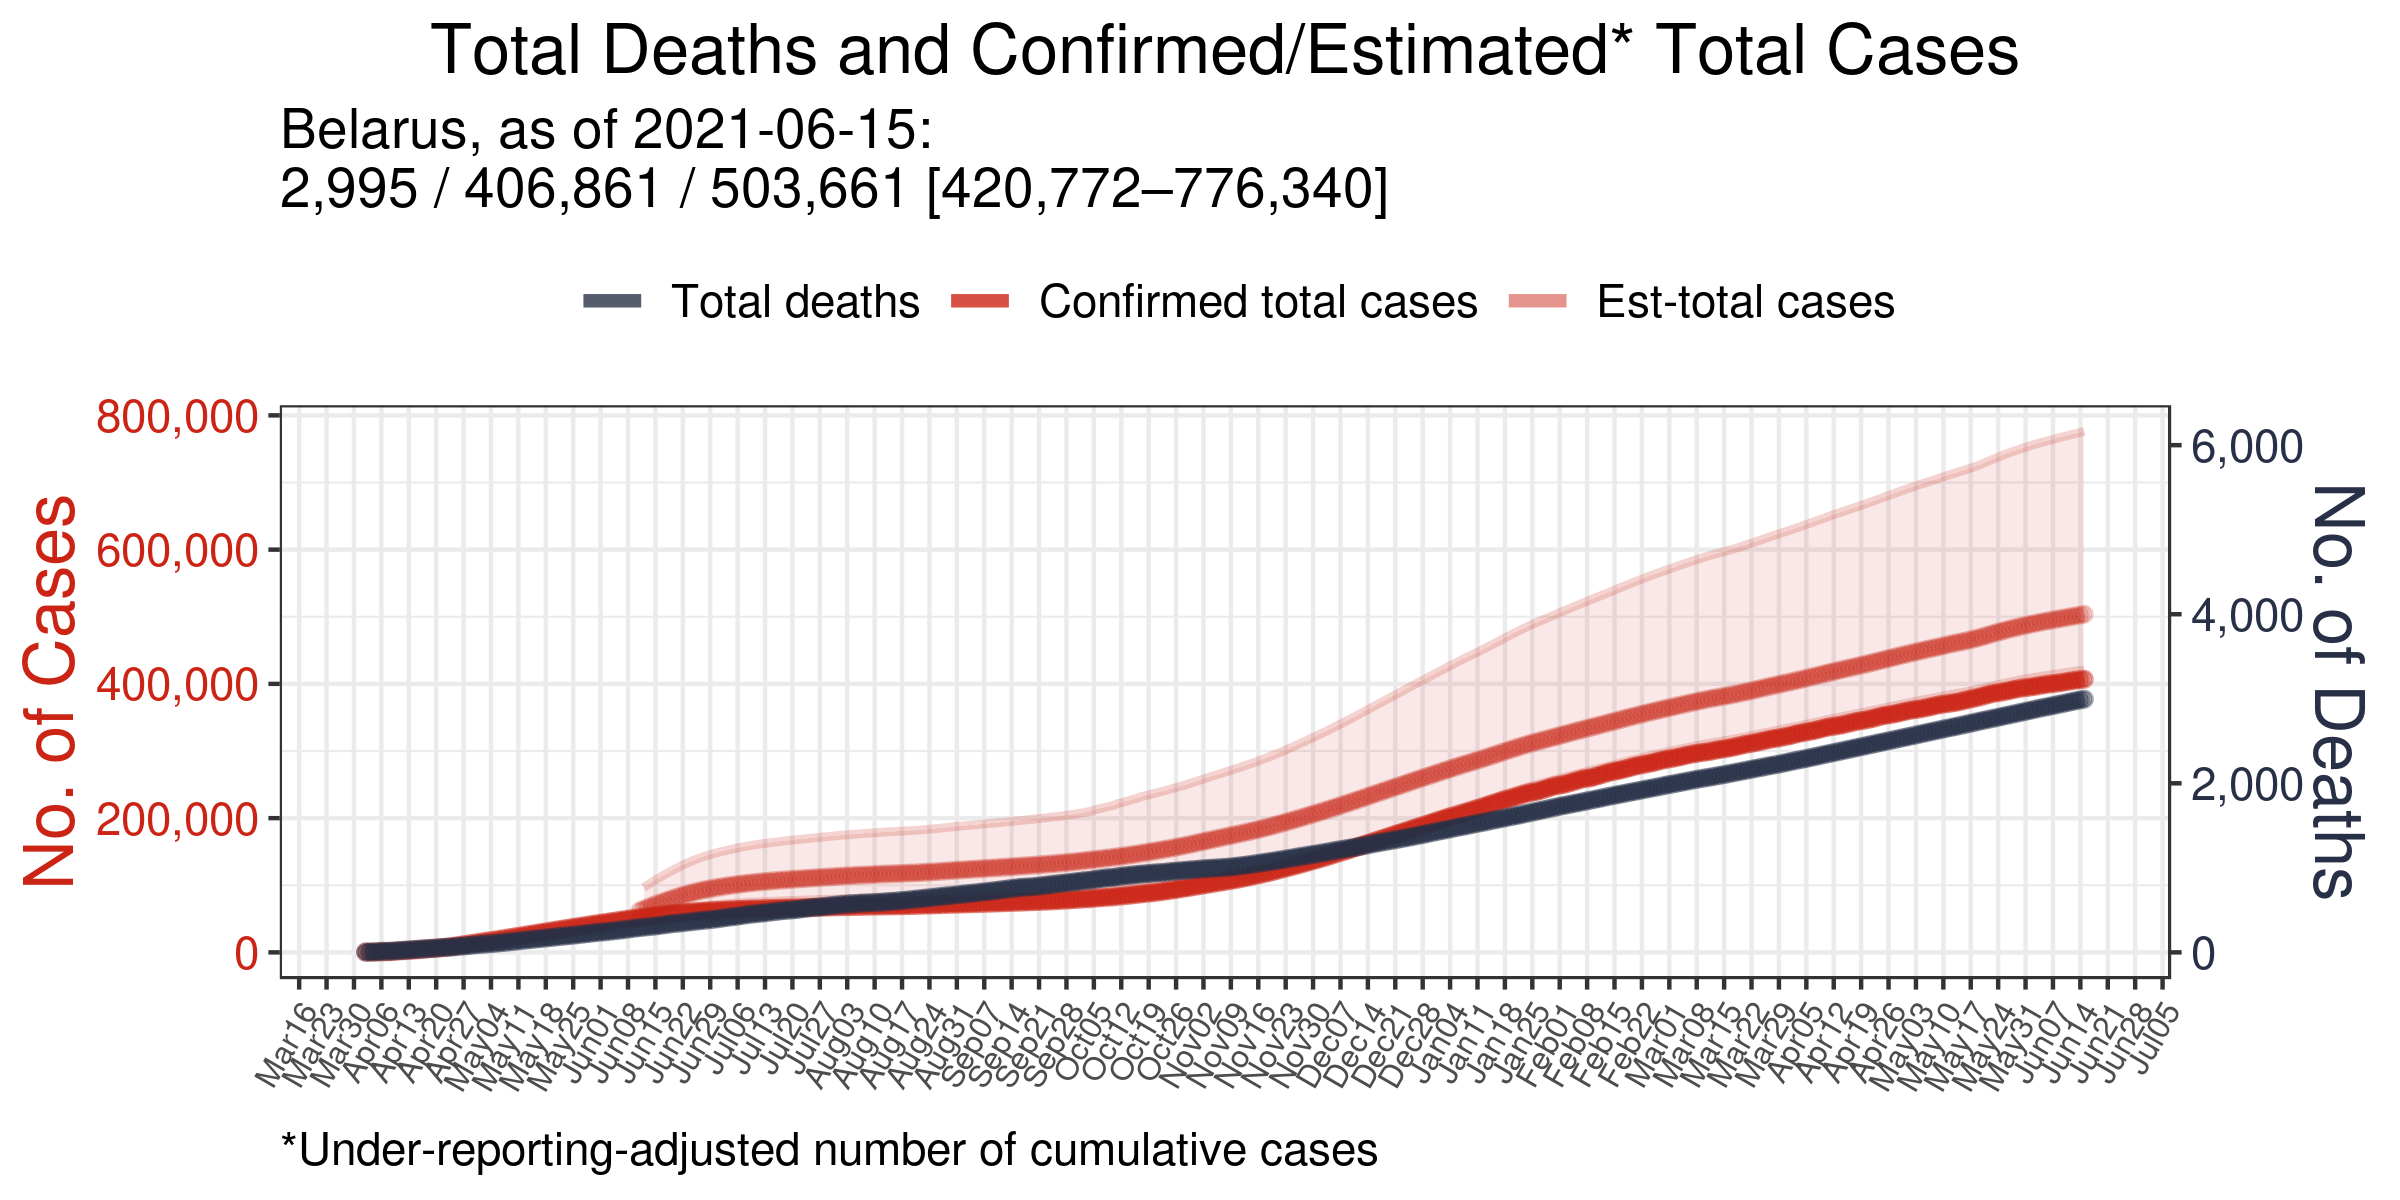 Total Deaths and Confirmed/Estimated* Total Cases
Belarus, as of 2021-06-15:
2,995 / 406,861 / 503,661 [420,772–776,340]
Total deaths Confirmed total cases Est-total cases
No. of Cases
800,000
600,000
400,000
200,000
0
6,000
4,000
2,000
0
No. of Deaths
Mar16 Mar23 Mar30 Apr06 Apr13 Apr20 Apr27 May04 May11 May18 May25 Jun01 Jun08 Jun15 Jun22 Jun29 Jul06 Jul13 Jul20 Jul27 Aug03 Aug10 Aug17 Aug24 Aug31 Sep07 Sep14 Sep21 Sep28 Oct05 Oct12 Oct19 Oct26 Nov02 Nov09 Nov16 Nov23 Nov30 Dec07 Dec14 Dec21 Dec28 Jan04 Jan11 Jan18 Jan25 Feb01 Feb08 Feb15 Feb22 Mar01 Mar08 Mar15 Mar22 Mar29 Apr05 Apr12 Apr19 Apr26 May03 May10 May17 May24 May31 Jun07 Jun14 Jun21 Jun28 Jul05
*Under-reporting-adjusted number of cumulative cases